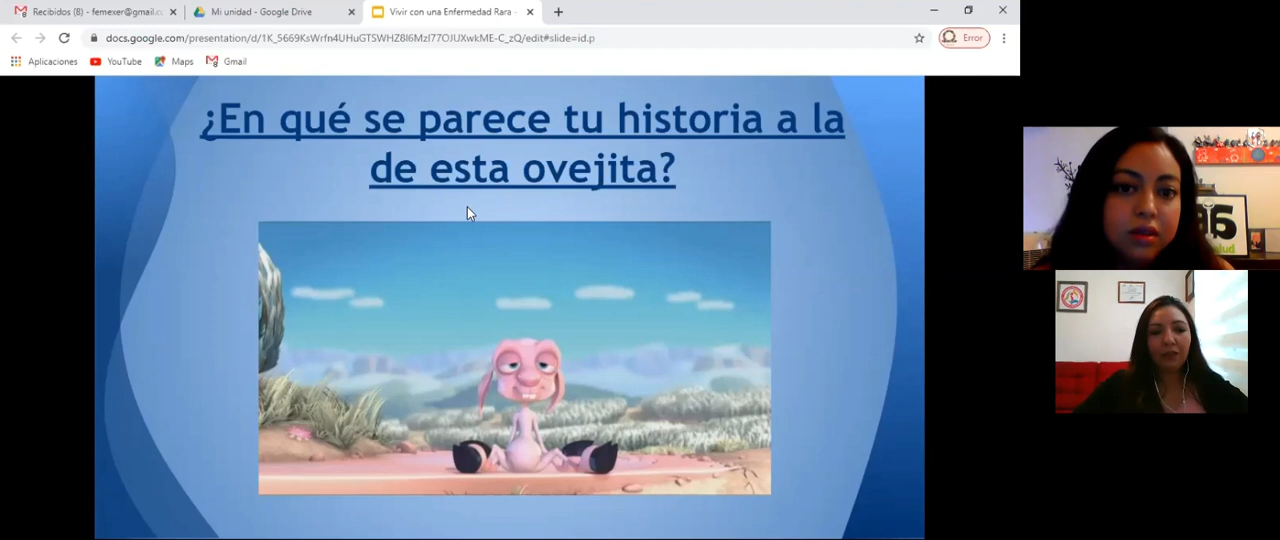 Recibidos (8) - femexer@gmail.cc
Mi unidad - Google Drive
Vivir con una Enfermedad Rara -
docs.google.com/presentation/d/1K_5669KsWrfn4UHuGTSWHZ8I6MzI77OJUXwkME-C_zQ/edit#slide=id.p
Error
Aplicaciones
YouTube
Maps
Gmail
¿En qué se parece tu historia a la
de esta ovejita?